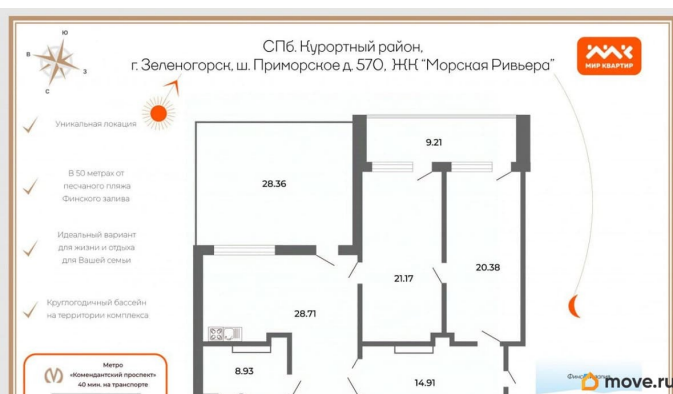 СПб. Курортный район,
г. Зеленогорск, ш. Приморское д. 570, ЖК "Морская Ривьера"
МИР КВАРТИР
Ю
В
З
С
Уникальная локация
В 50 метрах от
песчаного пляжа
Финского залива
Идеальный вариант
для жизни и отдыха
для Вашей семьи
Круглогодичный бассейн
на территории комплекса
Метро
«Комендантский проспект»
40 мин. на транспорте
9.21
28.36
21.17
20.38
28.71
8.93
14.91
move.ru